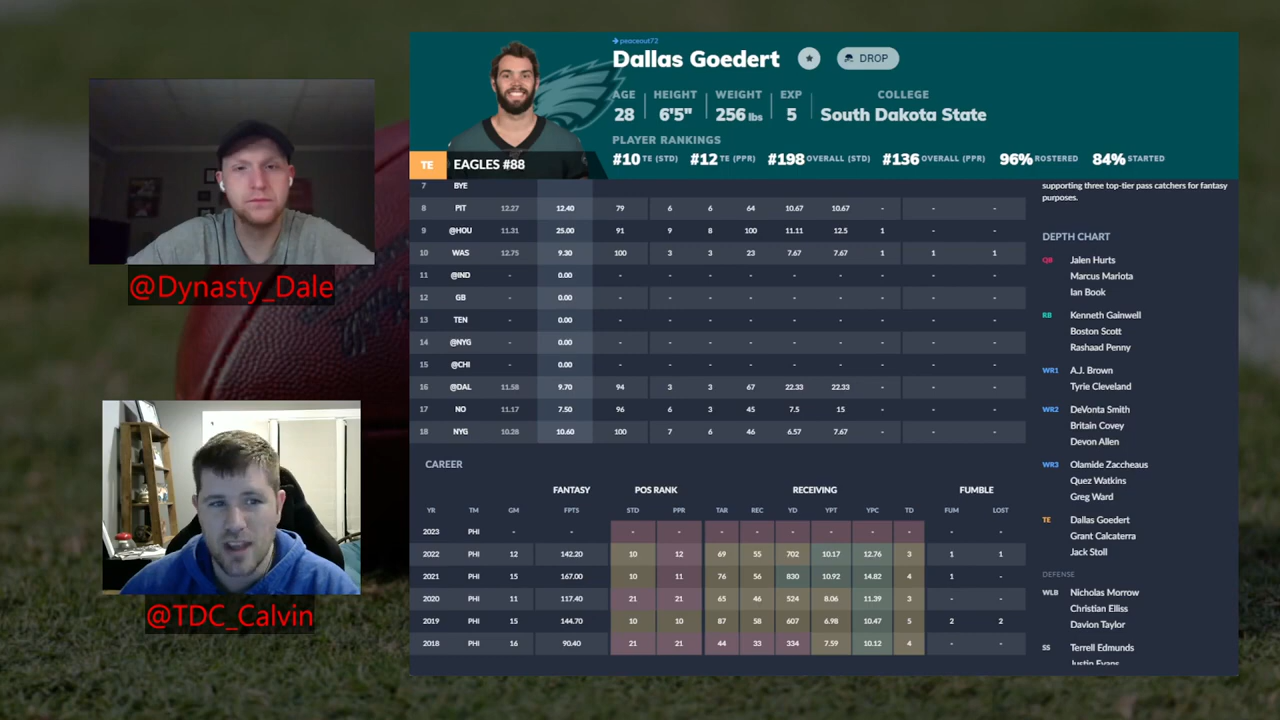 @Dynasty_Dale
@TDC_Calvin
peaceout72
Dallas Goedert
DROP
AGE HEIGHT WEIGHT EXP COLLEGE
28 6'5" 256 lbs 5 South Dakota State
PLAYER RANKINGS
#10 TE (STD) #12 TE (PPR) #198 OVERALL (STD) #136 OVERALL (PPR) 96% ROSTERED 84% STARTED
TE EAGLES #88
7 BYE
8 PIT 12.27 12.40 79 6 6 64 10.67 10.67 - - -
9 @HOU 11.31 25.00 91 9 8 100 11.11 12.5 1 - -
10 WAS 12.75 9.30 100 3 3 23 7.67 7.67 - 1 1
11 @IND - 0.00 - - - - - - - - -
12 GB - 0.00 - - - - - - - - -
13 TEN - 0.00 - - - - - - - - -
14 @NYG - 0.00 - - - - - - - - -
15 @CHI - 0.00 - - - - - - - - -
16 @DAL 11.58 9.70 94 3 3 67 22.33 22.33 - - -
17 NO 11.17 7.50 96 6 3 45 7.5 15 - - -
18 NYG 10.28 10.60 100 7 6 46 6.57 7.67 - - -
CAREER
FANTASY POS RANK RECEIVING FUMBLE
YR TM GM FPTS STD PPR TAR REC YD YPT YPC TD FUM LOST
2023 PHI - - - - - - - - - - - -
2022 PHI 12 142.20 10 12 69 55 702 10.17 12.76 3 1 1
2021 PHI 15 167.00 10 11 76 56 830 10.92 14.82 4 1 -
2020 PHI 11 117.40 21 21 65 46 524 8.06 11.39 3 - -
2019 PHI 15 144.70 10 10 87 58 607 6.98 10.47 5 2 2
2018 PHI 16 90.40 21 21 44 33 334 7.59 10.12 4 - -
supporting three top-tier pass catchers for fantasy
purposes.
DEPTH CHART
QB Jalen Hurts
Marcus Mariota
Ian Book
RB Kenneth Gainwell
Boston Scott
Rashaad Penny
WR1 A.J. Brown
Tyrie Cleveland
WR2 DeVonta Smith
Britain Covey
Devon Allen
WR3 Olamide Zaccheaus
Quez Watkins
Greg Ward
TE Dallas Goedert
Grant Calcaterra
Jack Stoll
DEFENSE
WLB Nicholas Morrow
Christian Elliss
Davion Taylor
SS Terrell Edmunds
Justin Evans